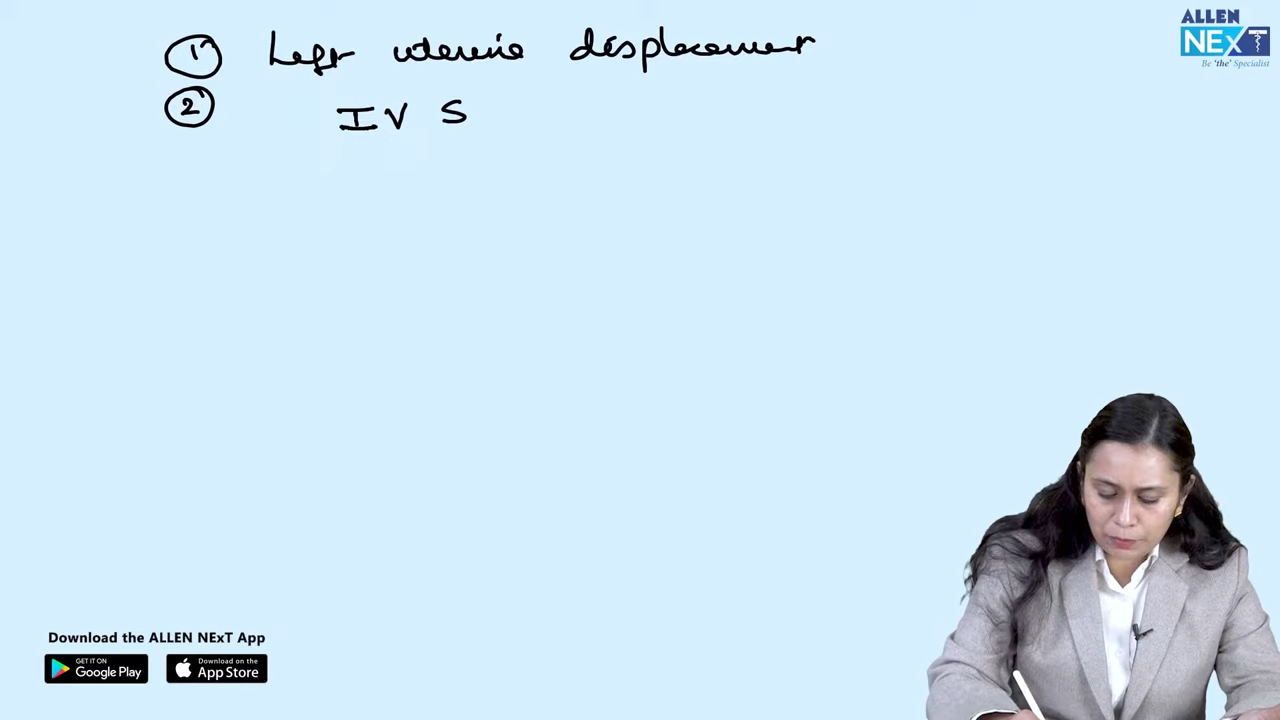 ① Left uterine displacement
② IV S
ALLEN
NExT
Be 'the' Specialist
Download the ALLEN NExT App
GET IT ON
Google Play
Download on the
App Store